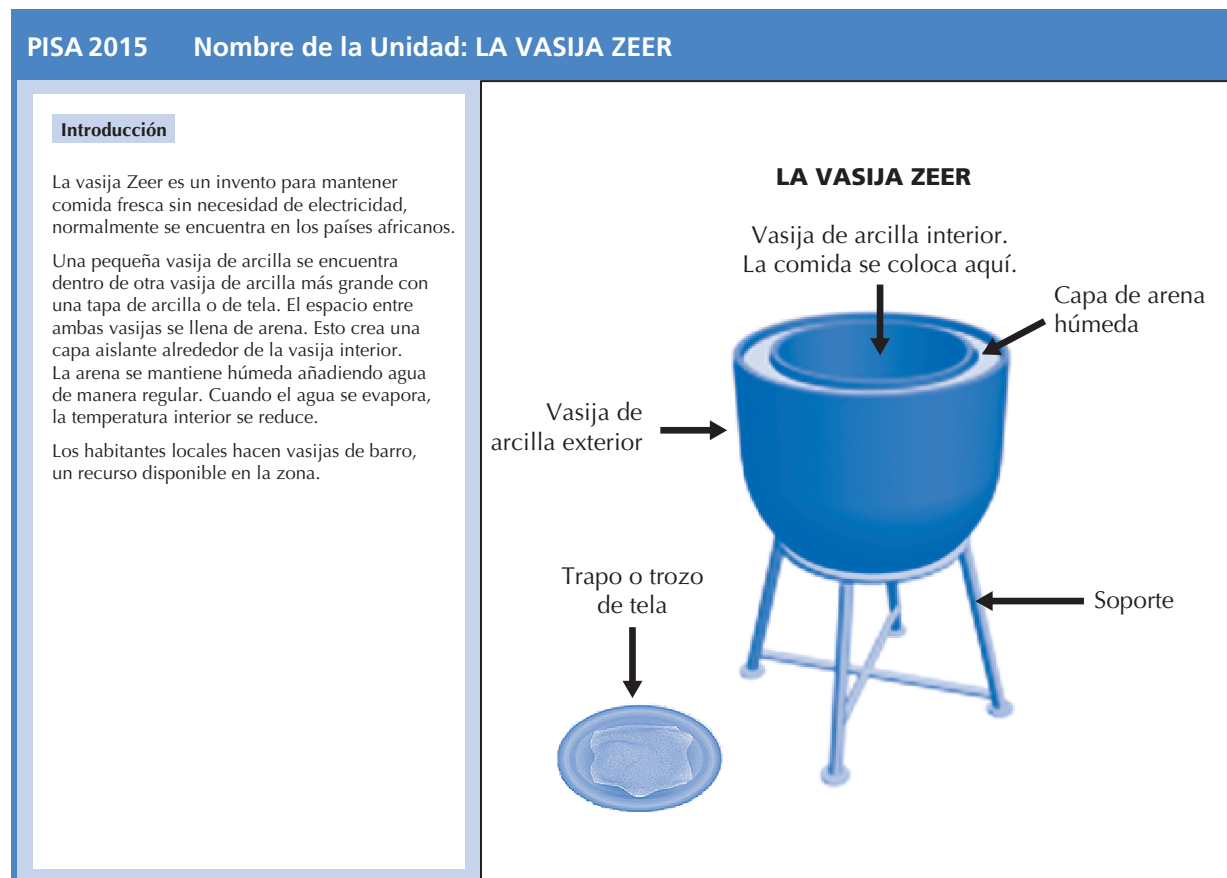 PISA 2015 Nombre de la Unidad: LA VASIJA ZEER
Introducción
La vasija Zeer es un invento para mantener
comida fresca sin necesidad de electricidad,
normalmente se encuentra en los países africanos.
Una pequeña vasija de arcilla se encuentra
dentro de otra vasija de arcilla más grande con
una tapa de arcilla o de tela. El espacio entre
ambas vasijas se llena de arena. Esto crea una
capa aislante alrededor de la vasija interior.
La arena se mantiene húmeda añadiendo agua
de manera regular. Cuando el agua se evapora,
la temperatura interior se reduce.
Los habitantes locales hacen vasijas de barro,
un recurso disponible en la zona.
LA VASIJA ZEER
Vasija de arcilla interior.
La comida se coloca aquí.
Capa de arena
húmeda
Vasija de
arcilla exterior
Trapo o trozo
de tela
Soporte